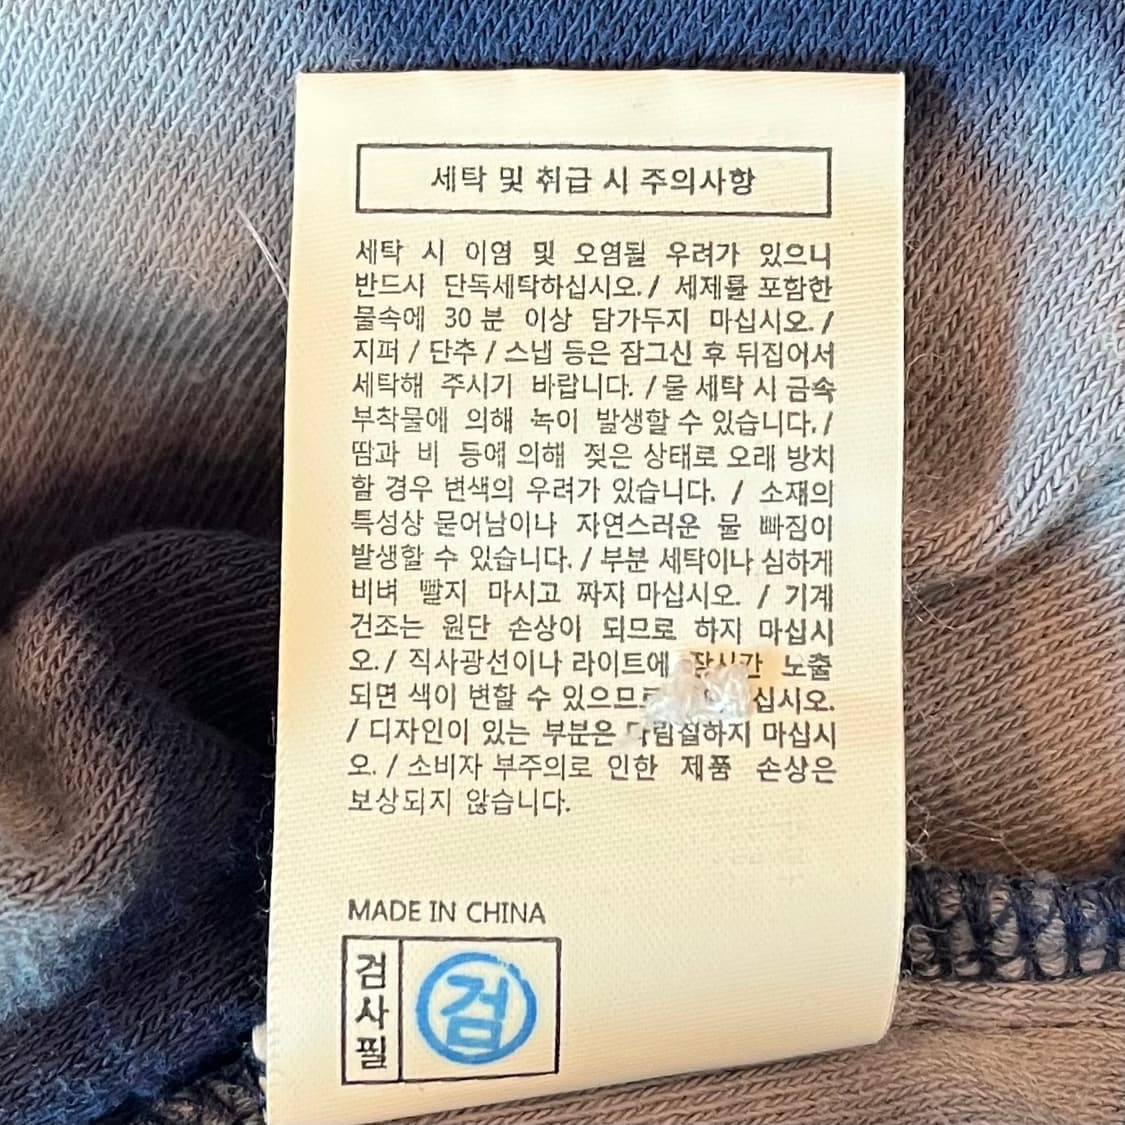 세탁 및 취급 시 주의사항
세탁 시 이염 및 오염될 우려가 있으니
반드시 단독세탁하십시오. / 세제를 포함한
물속에 30 분 이상 담가두지 마십시오. /
지퍼 / 단추 / 스냅 등은 잠그신 후 뒤집어서
세탁해 주시기 바랍니다. / 물 세탁 시 금속
부착물에 의해 녹이 발생할 수 있습니다. /
땀과 비 등에 의해 젖은 상태로 오래 방치
할 경우 변색의 우려가 있습니다. / 소재의
특성상 묻어남이나 자연스러운 물 빠짐이
발생할 수 있습니다. / 부분 세탁이나 심하게
비벼 빨지 마시고 짜지 마십시오. / 기계
건조는 원단 손상이 되므로 하지 마십시
오. / 직사광선이나 라이트에 장시간 노출
되면 색이 변할 수 있으므로 십시오.
/ 디자인이 있는 부분은 다림질하지 마십시
오. / 소비자 부주의로 인한 제품 손상은
보상되지 않습니다.
MADE IN CHINA
검사필
검